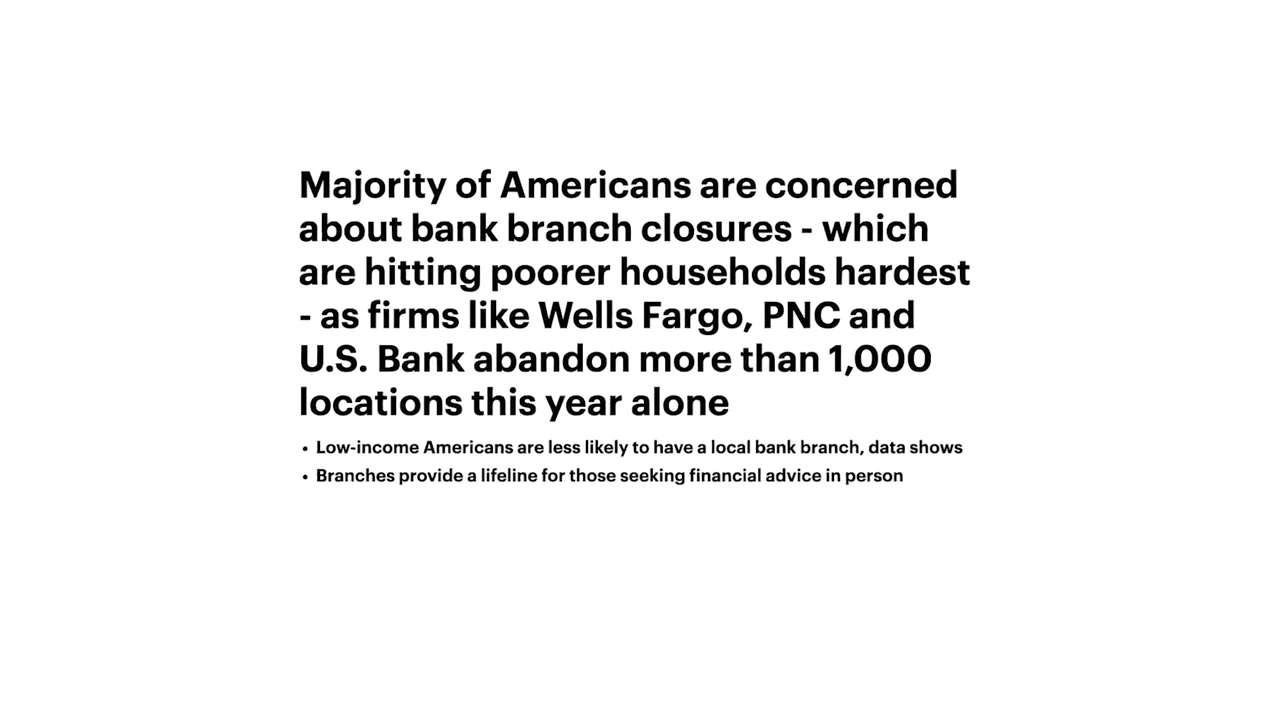 Majority of Americans are concerned
about bank branch closures - which
are hitting poorer households hardest
- as firms like Wells Fargo, PNC and
U.S. Bank abandon more than 1,000
locations this year alone
• Low-income Americans are less likely to have a local bank branch, data shows
• Branches provide a lifeline for those seeking financial advice in person